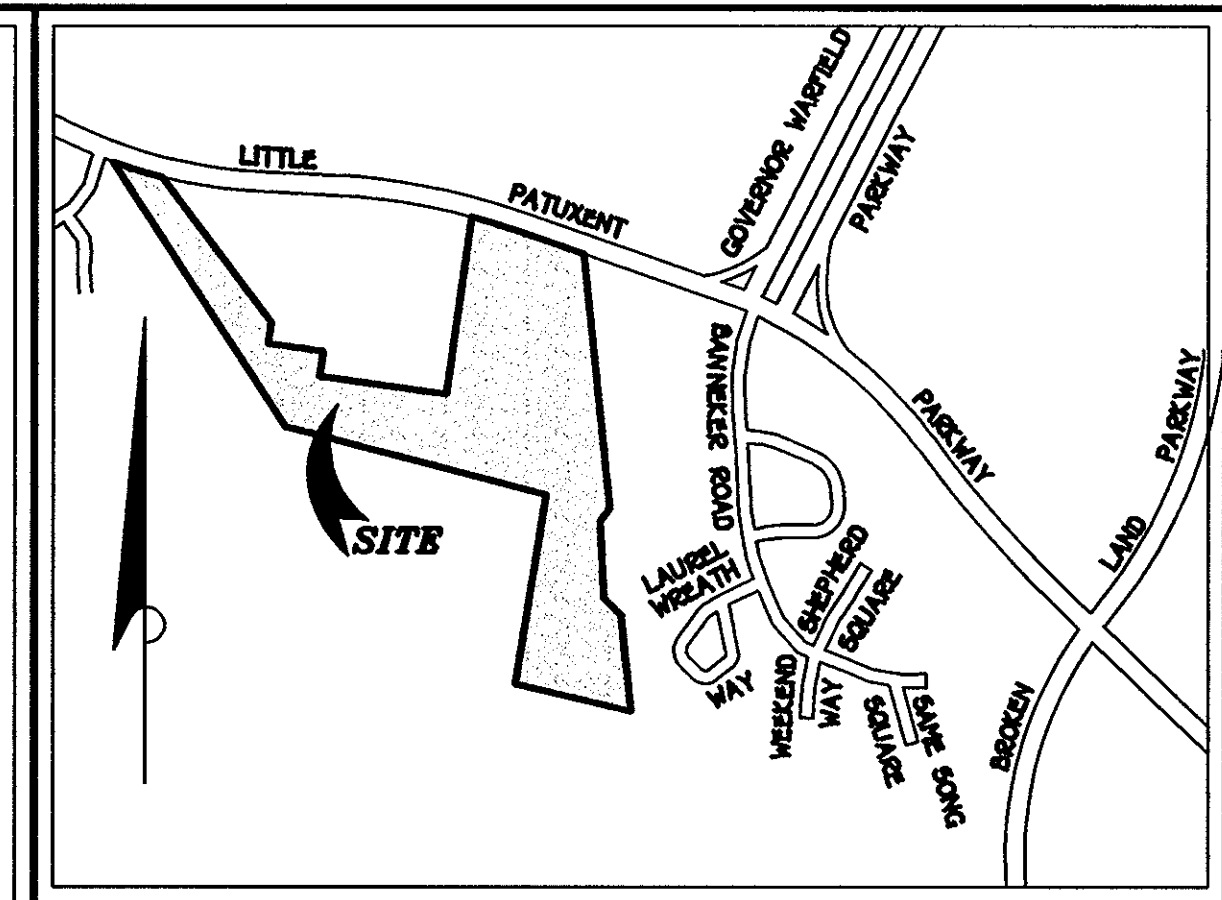 LITTLE
PATUXENT
GOVERNOR WARFIELD
PARKWAY
BANNEKER ROAD
PARKWAY
PARKWAY
LAND
BROKEN
SITE
LAUREL
WREATH
WAY
SHEPHERD
SQUARE
WEEKEND
WAY
SQUARE
SAME SONG